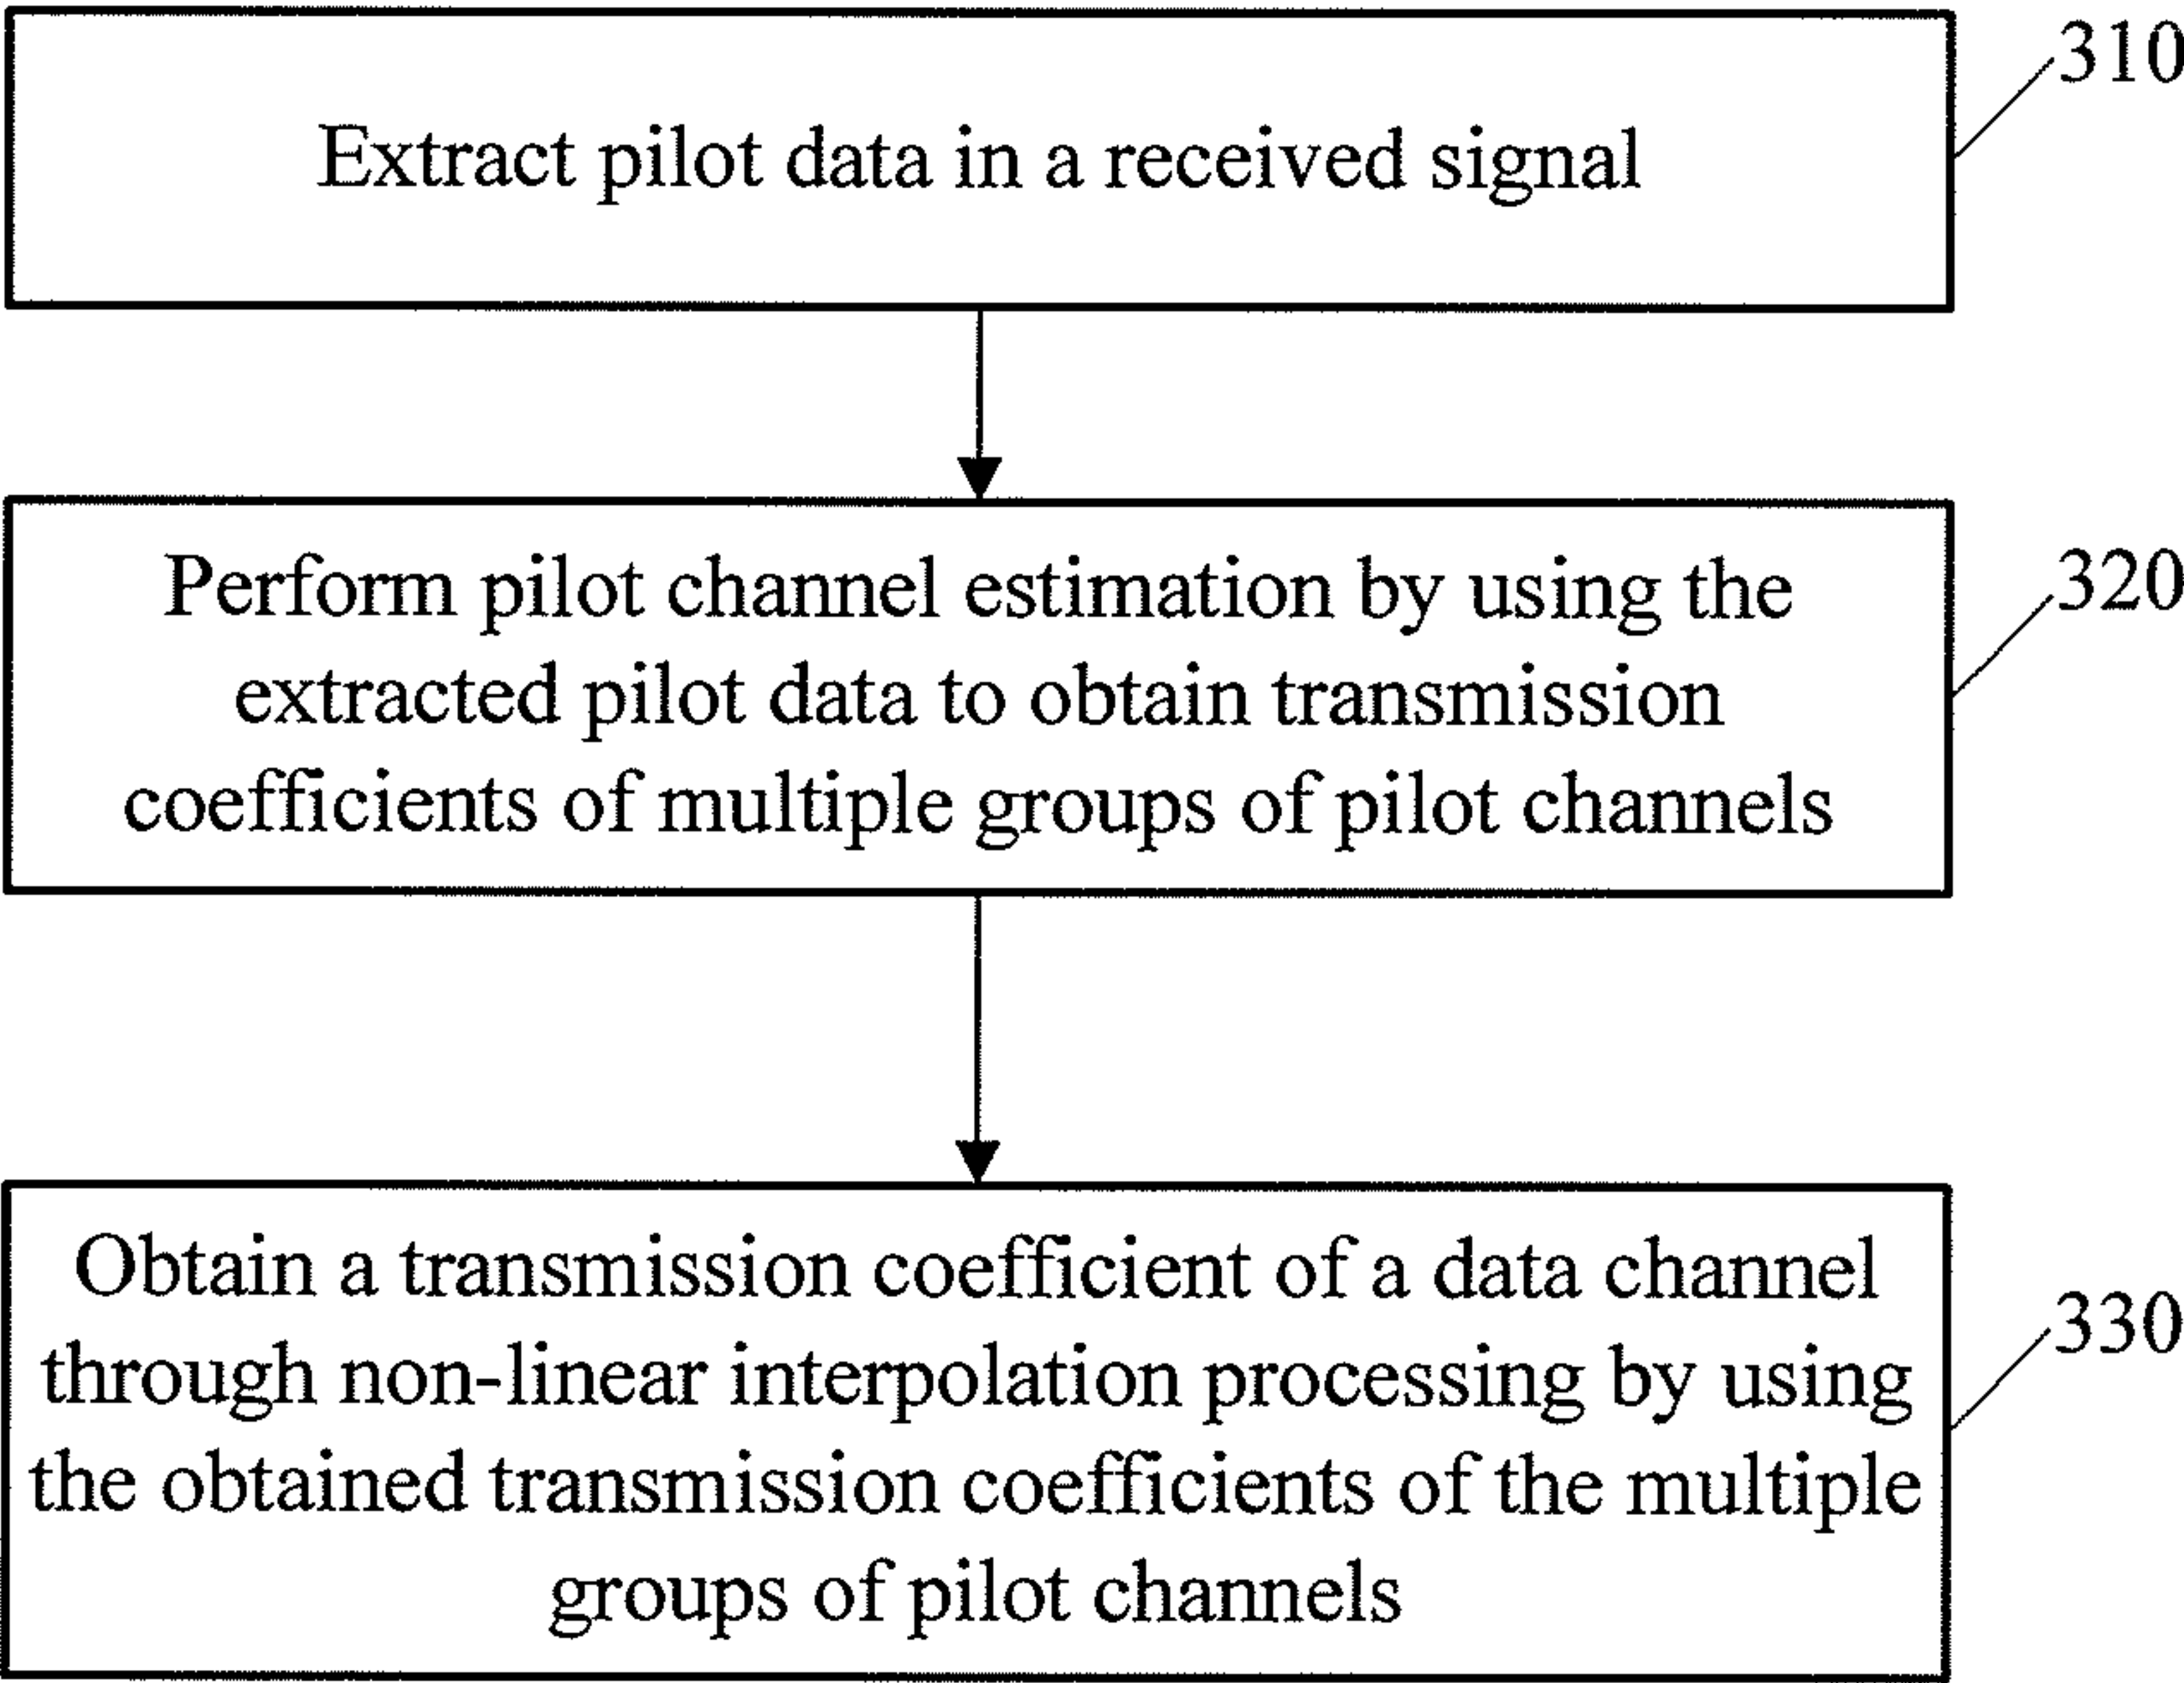 310
Extract pilot data in a received signal
320
Perform pilot channel estimation by using the
extracted pilot data to obtain transmission
coefficients of multiple groups of pilot channels
330
Obtain a transmission coefficient of a data channel
through non-linear interpolation processing by using
the obtained transmission coefficients of the multiple
groups of pilot channels